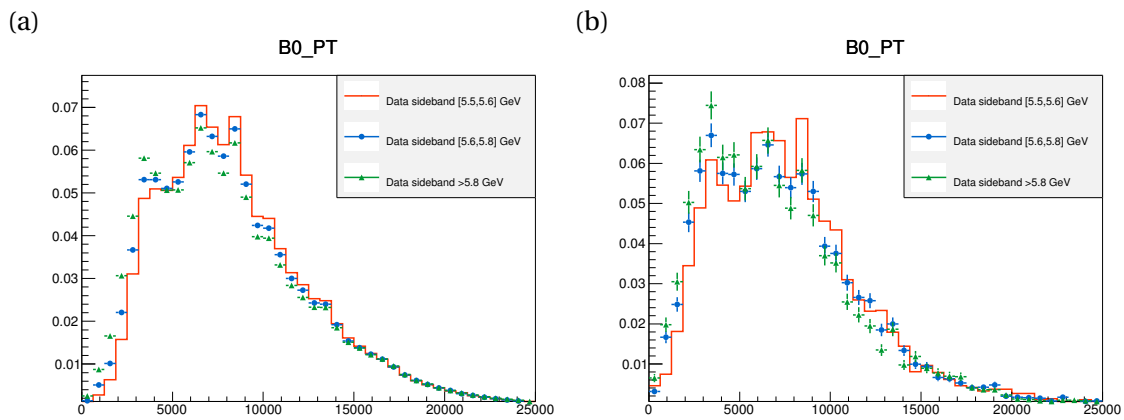 (a)
B0_PT
Data sideband [5.5,5.6] GeV
Data sideband [5.6,5.8] GeV
Data sideband >5.8 GeV
0.07
0.06
0.05
0.04
0.03
0.02
0.01
0 5000 10000 15000 20000 25000
(b)
B0_PT
Data sideband [5.5,5.6] GeV
Data sideband [5.6,5.8] GeV
Data sideband >5.8 GeV
0.08
0.07
0.06
0.05
0.04
0.03
0.02
0.01
0 5000 10000 15000 20000 25000